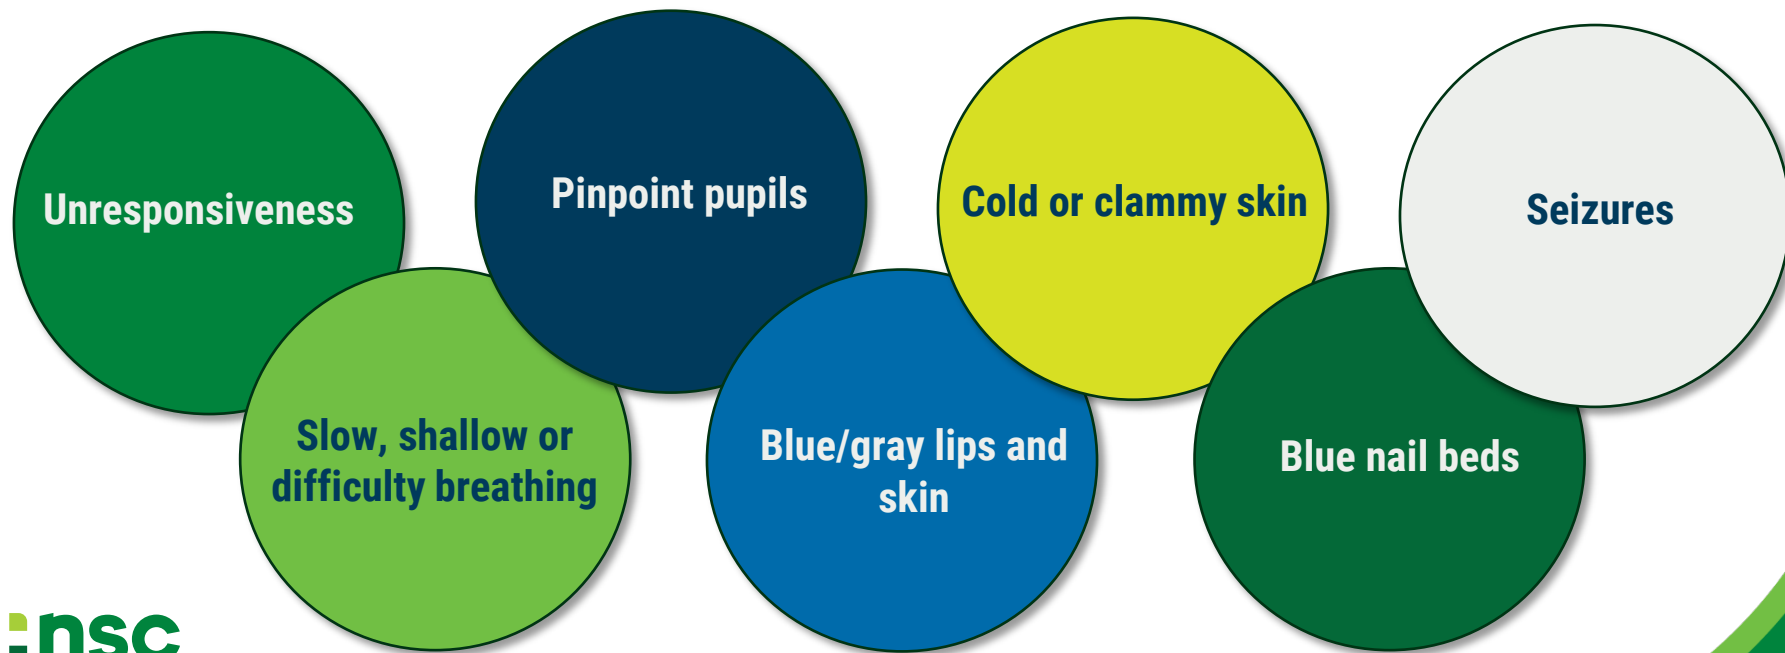 Unresponsiveness
Slow, shallow or
difficulty breathing
Pinpoint pupils
Blue/gray lips and
skin
Cold or clammy skin
Blue nail beds
Seizures
nsc